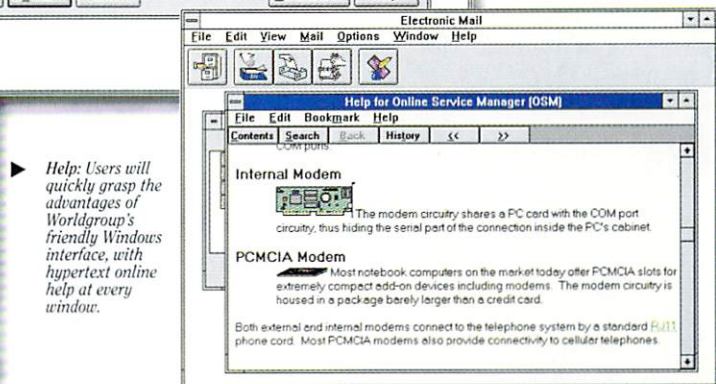 Electronic Mail
File Edit View Mail Options Window Help
Help for Online Service Manager (OSM)
File Edit Bookmark Help
Contents Search Back History << >>
COM ports.
Internal Modem
The modem circuitry shares a PC card with the COM port
circuitry, thus hiding the serial part of the connection inside the PC's cabinet.
PCMCIA Modem
Most notebook computers on the market today offer PCMCIA slots for
extremely compact add-on devices including modems. The modem circuitry is
housed in a package barely larger than a credit card.
Both external and internal modems connect to the telephone system by a standard RJ11
phone cord. Most PCMCIA modems also provide connectivity to cellular telephones.
Help: Users will
quickly grasp the
advantages of
Worldgroup's
friendly Windows
interface, with
hypertext online
help at every
window.